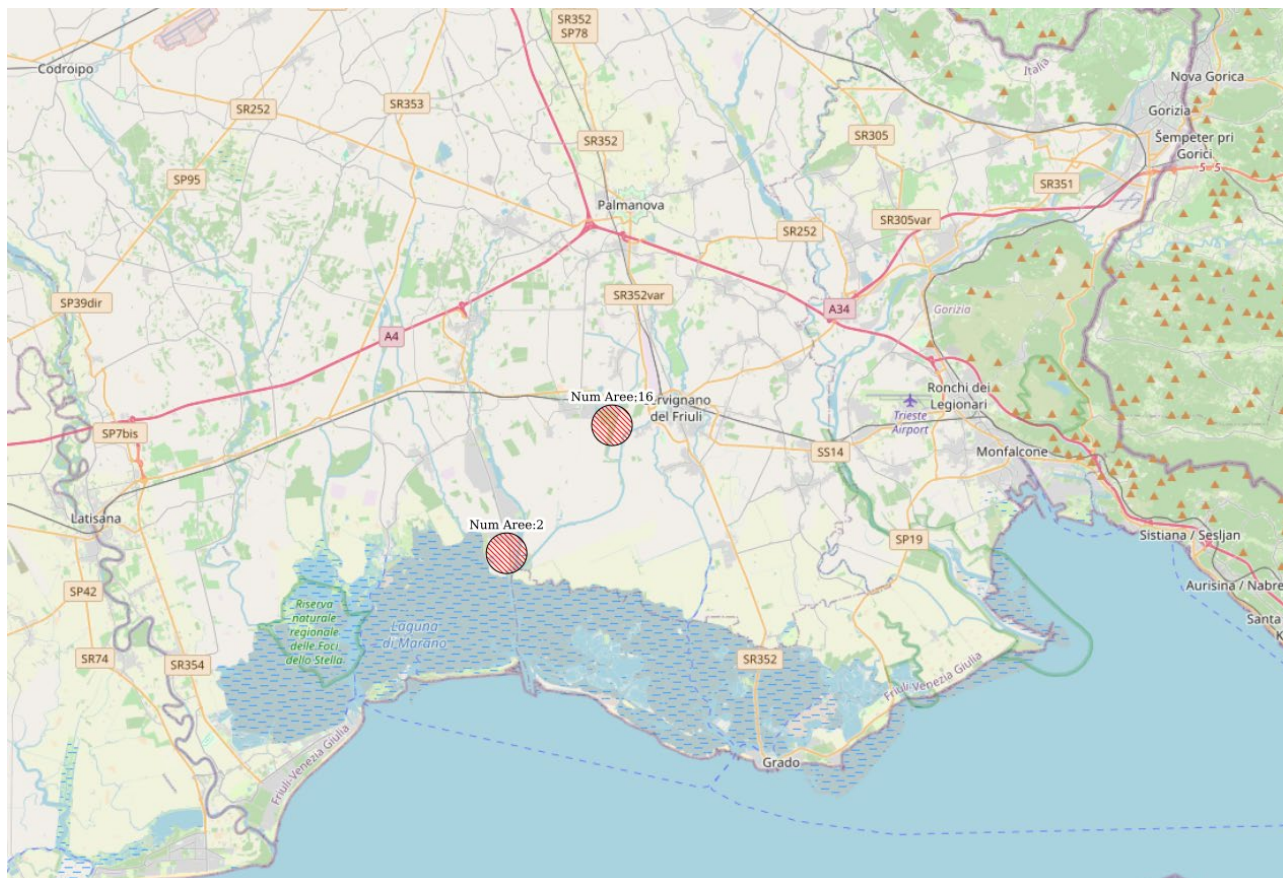 SR352
SP78
Codroipo
Italia
Nova Gorica
SR252
SR353
Gorizia
SR352
SR305
Šempeter pri
Gorici
SP95
SR351
Palmanova
SR305var
SR252
SP39dir
SR352var
A34
Gorizia
A4
Ronchi dei
Legionari
Num Aree:16
Cervignano
del Friuli
Trieste
Airport
SP7bis
SS14
Monfalcone
Latisana
Num Aree:2
SP19
Sistiana / Sesljan
SP42
Aurisina / Nabre
Riserva
naturale
regionale
delle Foci
dello Stella
Laguna
di Marano
Santa
K
SR74
SR354
SR352
Friuli-Venezia Giulia
Friuli-Venezia Giulia
Grado